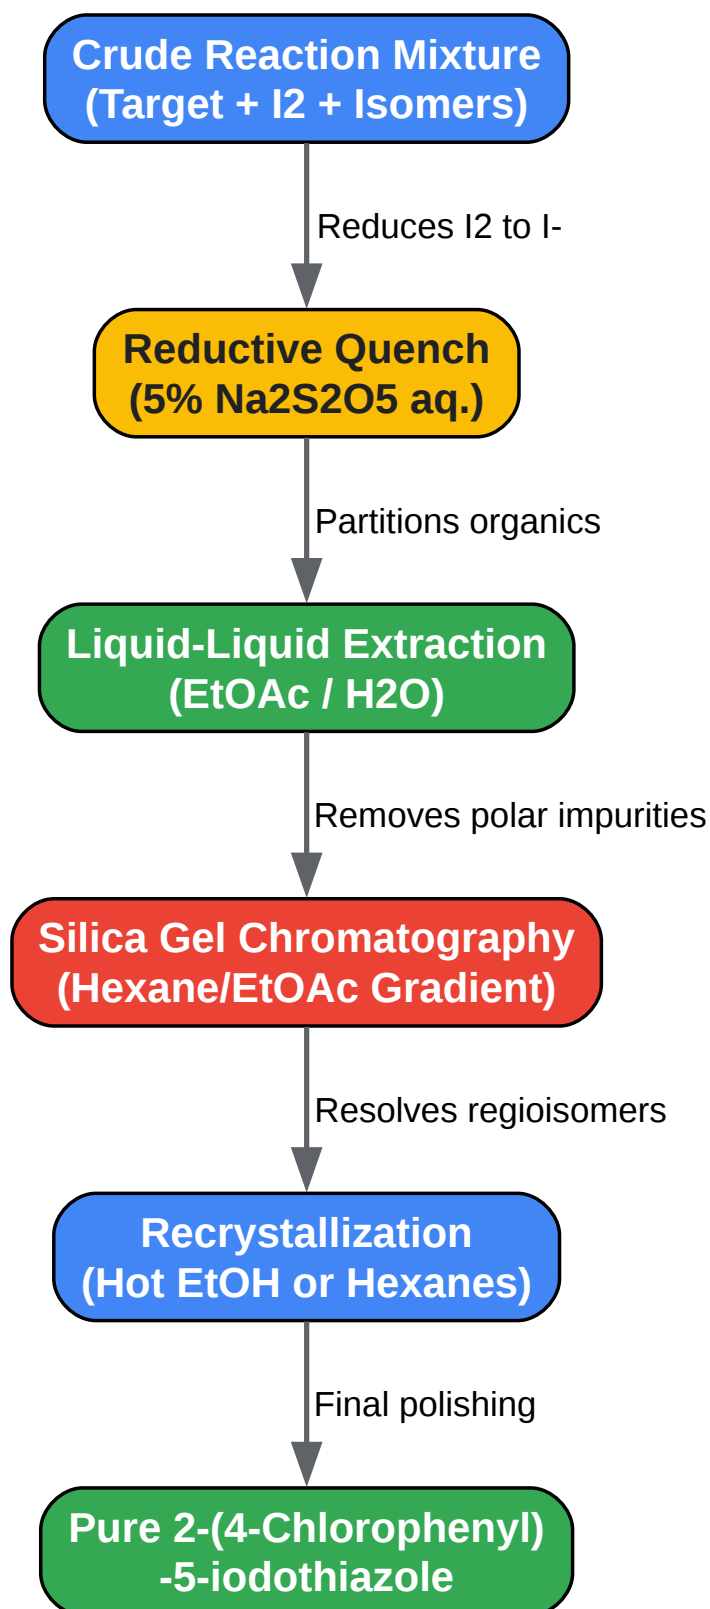 Crude Reaction Mixture
(Target + I2 + Isomers)
Reduces I2 to I-
Reductive Quench
(5% Na2S2O5 aq.)
Partitions organics
Liquid-Liquid Extraction
(EtOAc / H2O)
Removes polar impurities
Silica Gel Chromatography
(Hexane/EtOAc Gradient)
Resolves regioisomers
Recrystallization
(Hot EtOH or Hexanes)
Final polishing
Pure 2-(4-Chlorophenyl)
-5-iodothiazole